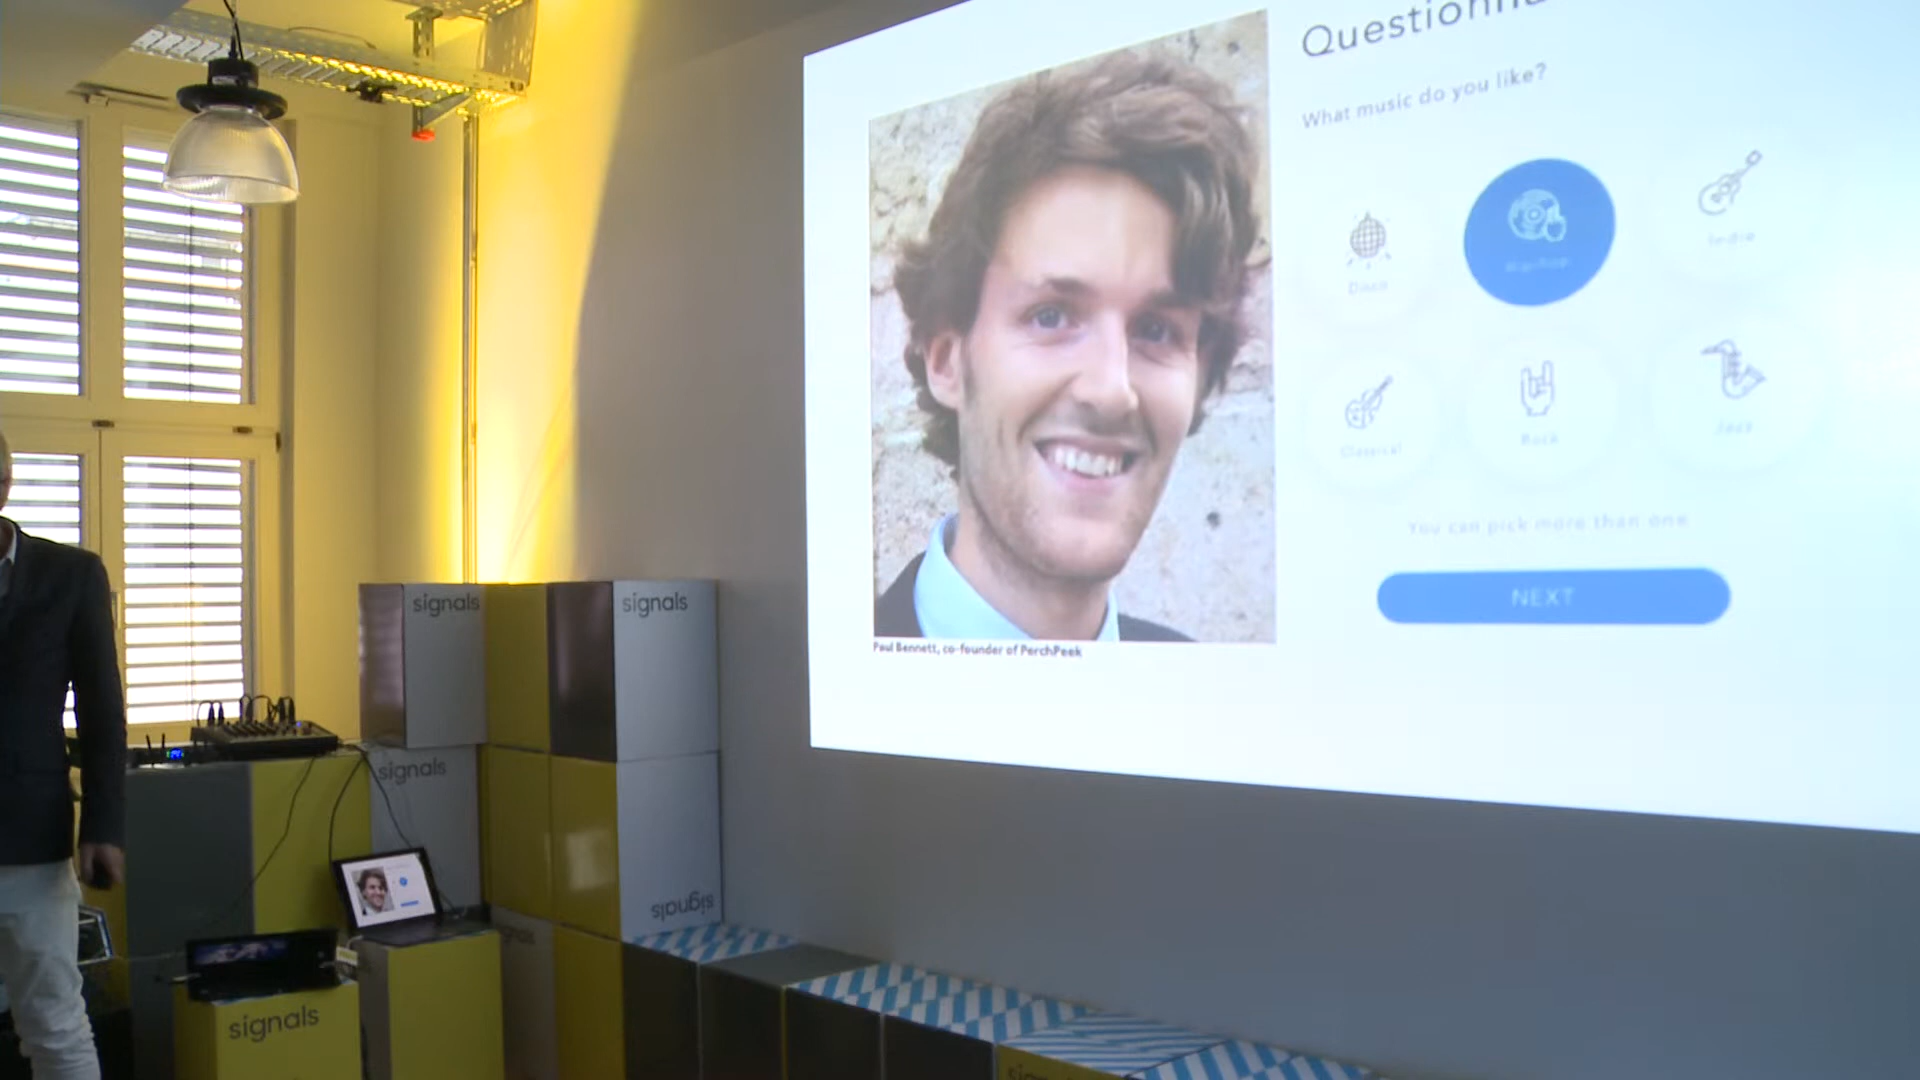 What music do you like?
Disco
HipHop
Indie
Classical
Rock
Jazz
You can pick more than one
NEXT
Paul Bennett, co-founder of PerchPeek
signals
signals
signals
signals
signals